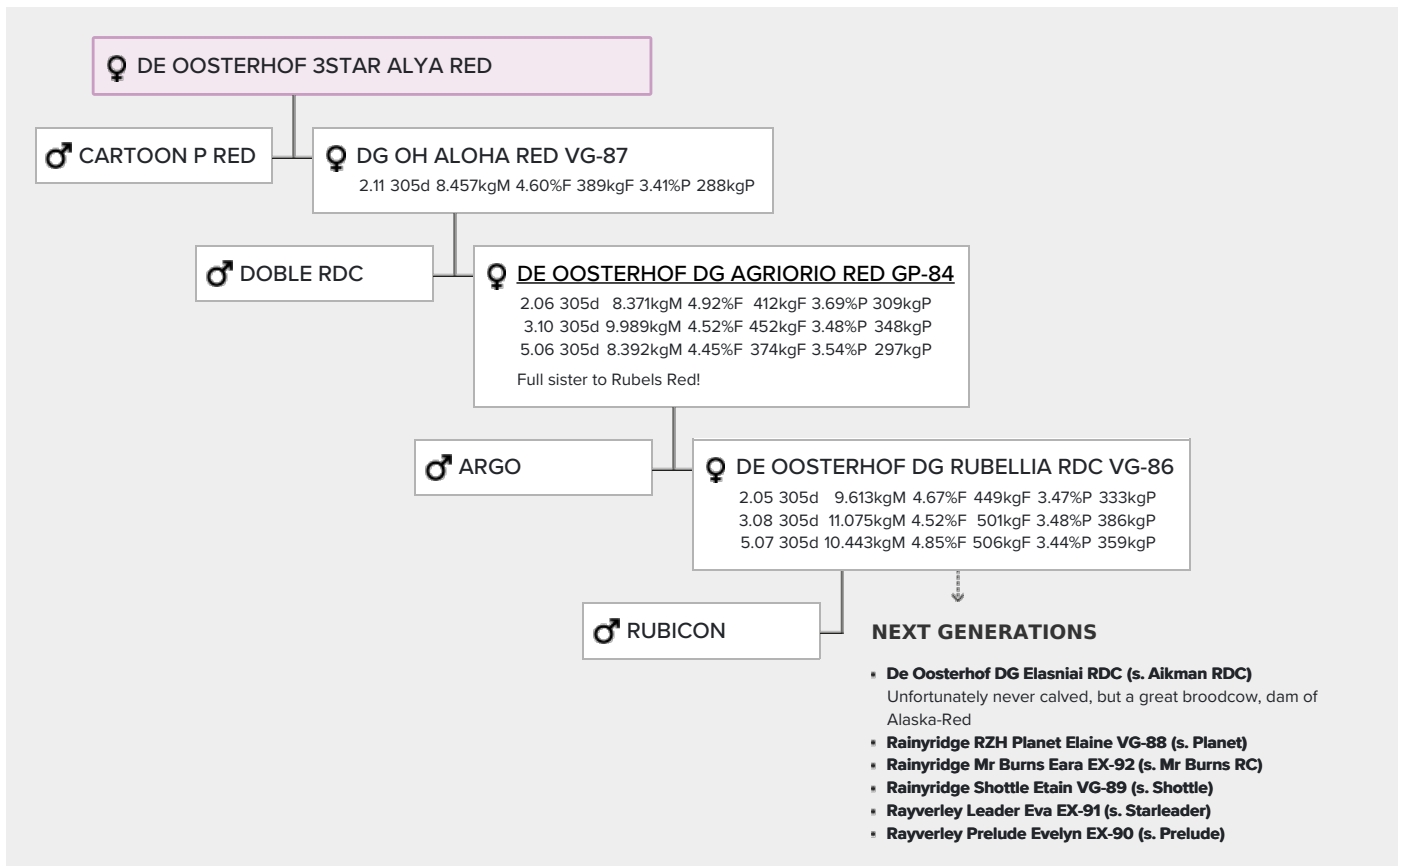 DE OOSTERHOF 3STAR ALYA RED
CARTOON P RED
DG OH ALOHA RED VG-87
2.11 305d 8.457kgM 4.60%F 389kgF 3.41%P 288kgP
DOBLE RDC
DE OOSTERHOF DG AGRIORIO RED GP-84
2.06 305d 8.371kgM 4.92%F 412kgF 3.69%P 309kgP
3.10 305d 9.989kgM 4.52%F 452kgF 3.48%P 348kgP
5.06 305d 8.392kgM 4.45%F 374kgF 3.54%P 297kgP
Full sister to Rubels Red!
ARGO
DE OOSTERHOF DG RUBELLIA RDC VG-86
2.05 305d 9.613kgM 4.67%F 449kgF 3.47%P 333kgP
3.08 305d 11.075kgM 4.52%F 501kgF 3.48%P 386kgP
5.07 305d 10.443kgM 4.85%F 506kgF 3.44%P 359kgP
RUBICON
NEXT GENERATIONS
De Oosterhof DG Elasniai RDC (s. Aikman RDC)
Unfortunately never calved, but a great broodcow, dam of
Alaska-Red
Rainyridge RZH Planet Elaine VG-88 (s. Planet)
Rainyridge Mr Burns Eara EX-92 (s. Mr Burns RC)
Rainyridge Shottle Etain VG-89 (s. Shottle)
Rayverley Leader Eva EX-91 (s. Starleader)
Rayverley Prelude Evelyn EX-90 (s. Prelude)